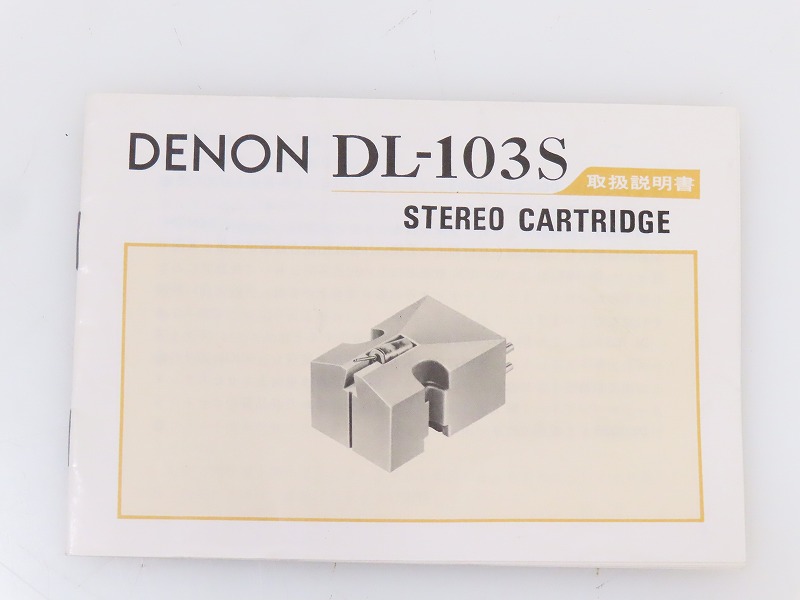 DENON DL-103S
取扱説明書
STEREO CARTRIDGE